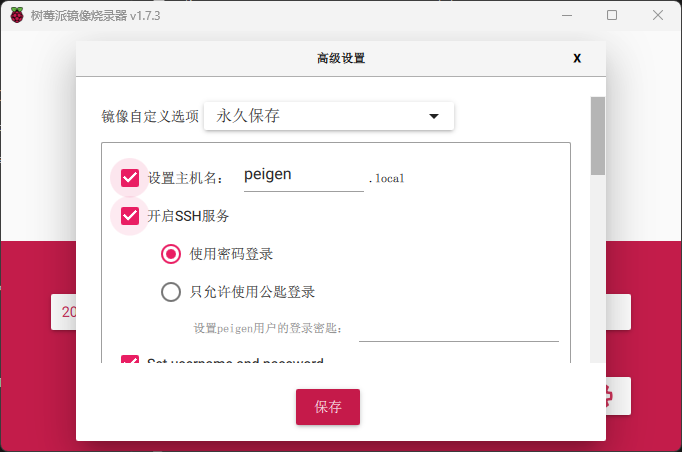 树莓派镜像烧录器 v1.7.3
高级设置
X
镜像自定义选项 永久保存
设置主机名： peigen .local
开启SSH服务
使用密码登录
只允许使用公匙登录
设置peigen用户的登录密匙：
20
Set username and password
保存